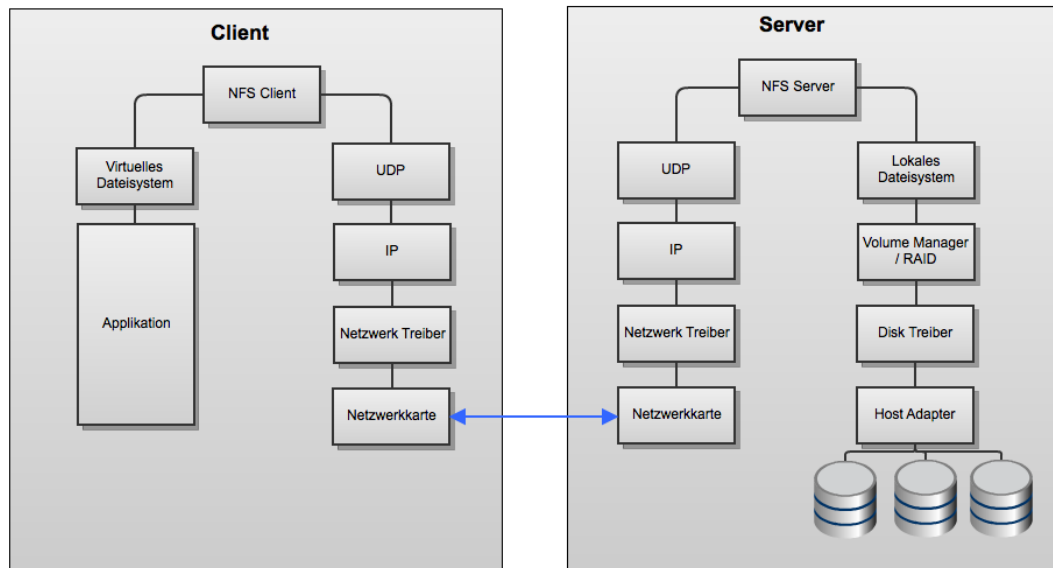 Client
NFS Client
Virtuelles
Dateisystem
UDP
Applikation
IP
Netzwerk Treiber
Netzwerkkarte
Server
NFS Server
UDP
Lokales
Dateisystem
IP
Volume Manager
/ RAID
Netzwerk Treiber
Disk Treiber
Netzwerkkarte
Host Adapter